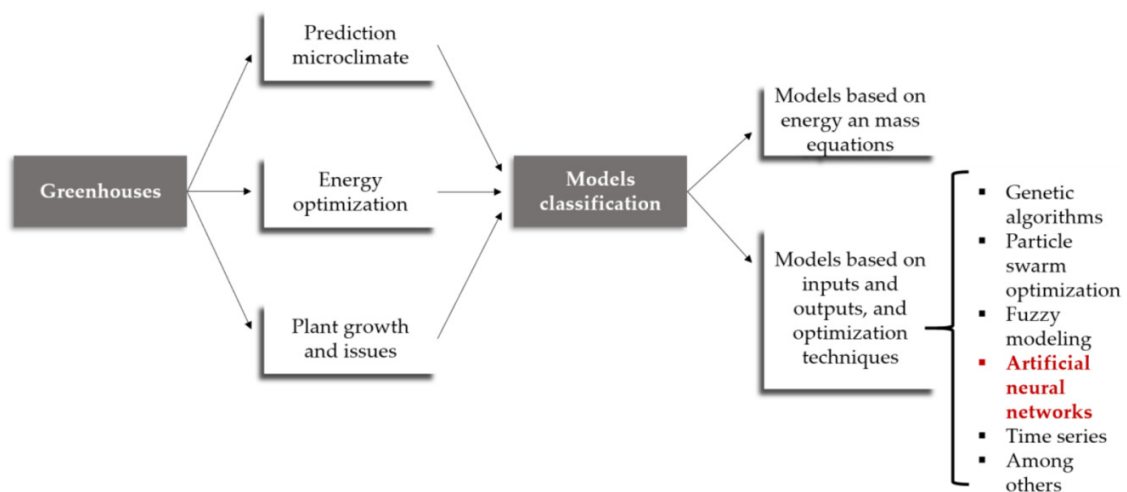 Prediction
microclimate
Greenhouses
Energy
optimization
Plant growth
and issues
Models
classification
Models based on
energy an mass
equations
Models based on
inputs and
outputs, and
optimization
techniques
▪ Genetic
algorithms
▪ Particle
swarm
optimization
▪ Fuzzy
modeling
▪ Artificial
neural
networks
▪ Time series
▪ Among
others